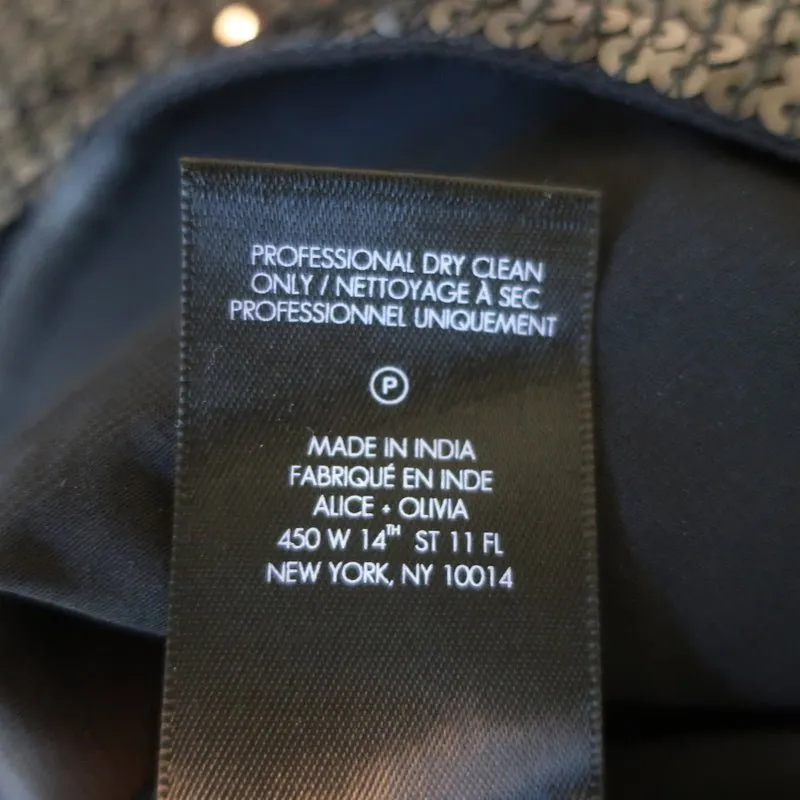 PROFESSIONAL DRY CLEAN
ONLY / NETTOYAGE À SEC
PROFESSIONNEL UNIQUEMENT
P
MADE IN INDIA
FABRIQUÉ EN INDE
ALICE + OLIVIA
450 W 14TH ST 11 FL
NEW YORK, NY 10014